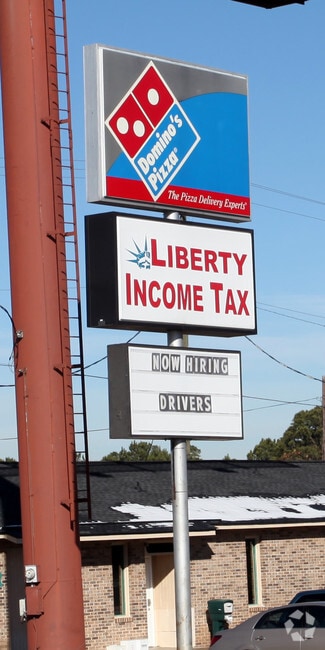 Domino's
Pizza®
The Pizza Delivery Experts®
LIBERTY
INCOME TAX
NOW HIRING
DRIVERS